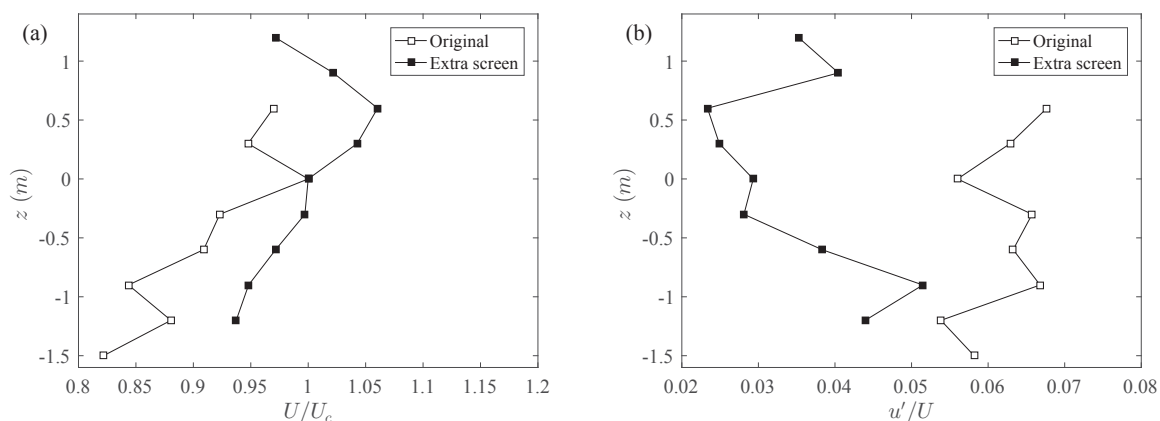 (a)
Original
Extra screen
1
0.5
0
-0.5
-1
-1.5
z (m)
0.8 0.85 0.9 0.95 1 1.05 1.1 1.15 1.2
U/U_c
(b)
Original
Extra screen
1
0.5
0
-0.5
-1
-1.5
z (m)
0.02 0.03 0.04 0.05 0.06 0.07 0.08
u'/U